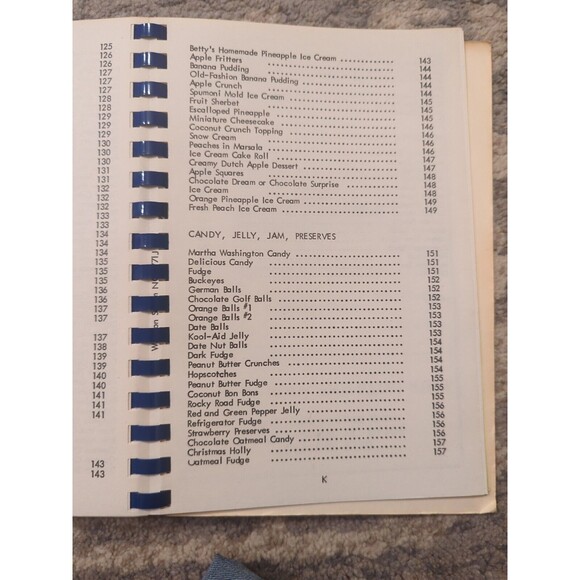 125
126
126
127
127
127
128
128
129
129
129
130
130
130
131
131
132
132
132
133
133
134
134
134
135
135
135
136
136
137
137
137
138
139
139
140
140
141
141
141
143
143
Betty's Homemade Pineapple Ice Cream .............. 143
Apple Fritters .............. 144
Banana Pudding .............. 144
Old-Fashion Banana Pudding .............. 144
Apple Crunch .............. 144
Spumoni Mold Ice Cream .............. 145
Fruit Sherbet .............. 145
Escalloped Pineapple .............. 145
Miniature Cheesecake .............. 146
Coconut Crunch Topping .............. 146
Snow Cream .............. 146
Peaches in Marsala .............. 146
Ice Cream Cake Roll .............. 147
Creamy Dutch Apple Dessert .............. 147
Apple Squares .............. 148
Chocolate Dream or Chocolate Surprise .............. 148
Ice Cream .............. 148
Orange Pineapple Ice Cream .............. 149
Fresh Peach Ice Cream .............. 149
CANDY, JELLY, JAM, PRESERVES
Martha Washington Candy .............. 151
Delicious Candy .............. 151
Fudge .............. 151
Buckeyes .............. 152
German Balls .............. 152
Chocolate Golf Balls .............. 152
Orange Balls #1 .............. 153
Orange Balls #2 .............. 153
Date Balls .............. 153
Kool-Aid Jelly .............. 153
Date Nut Balls .............. 154
Dark Fudge .............. 154
Peanut Butter Crunches .............. 154
Hopscotches .............. 154
Peanut Butter Fudge .............. 155
Coconut Bon Bons .............. 155
Rocky Road Fudge .............. 155
Red and Green Pepper Jelly .............. 156
Refrigerator Fudge .............. 156
Strawberry Preserves .............. 156
Chocolate Oatmeal Candy .............. 156
Christmas Holly .............. 157
Oatmeal Fudge .............. 157
K